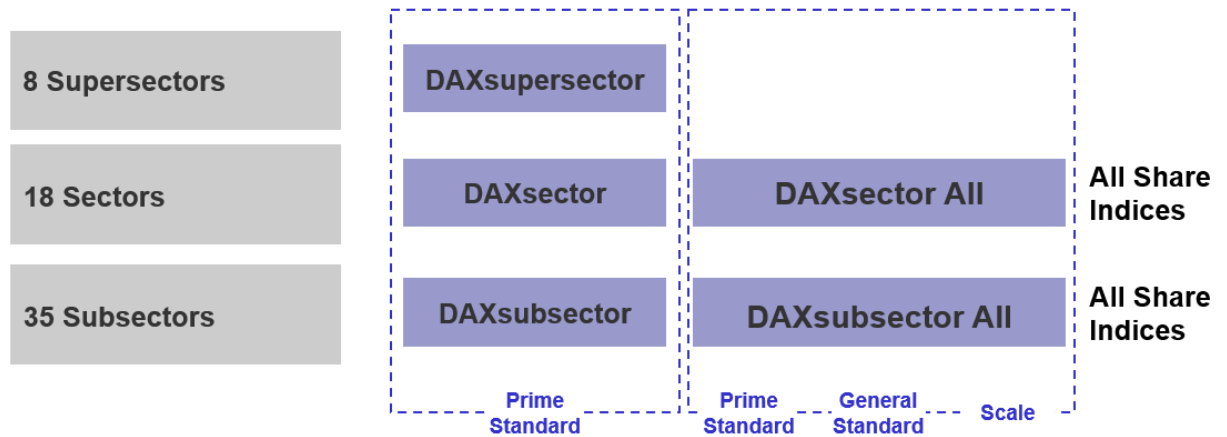 8 Supersectors
DAXsupersector
18 Sectors
DAXsector
DAXsector All
All Share
Indices
35 Subsectors
DAXsubsector
DAXsubsector All
All Share
Indices
Prime
Standard
Prime
Standard
General
Standard
Scale